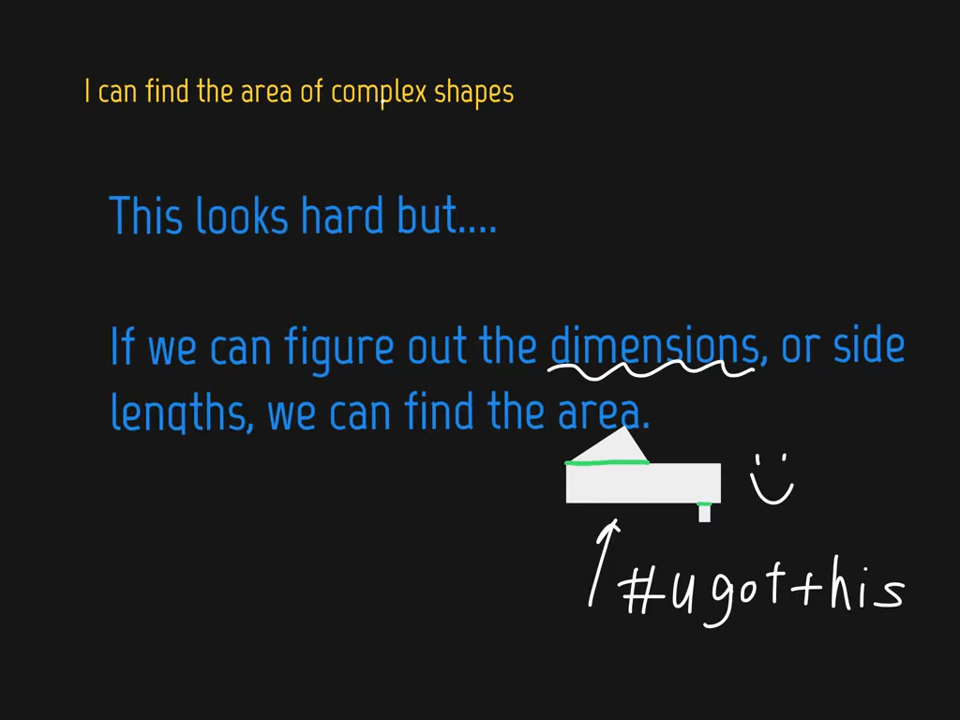 I can find the area of complex shapes
This looks hard but....
If we can figure out the dimensions, or side
lengths, we can find the area.
#ugotthis